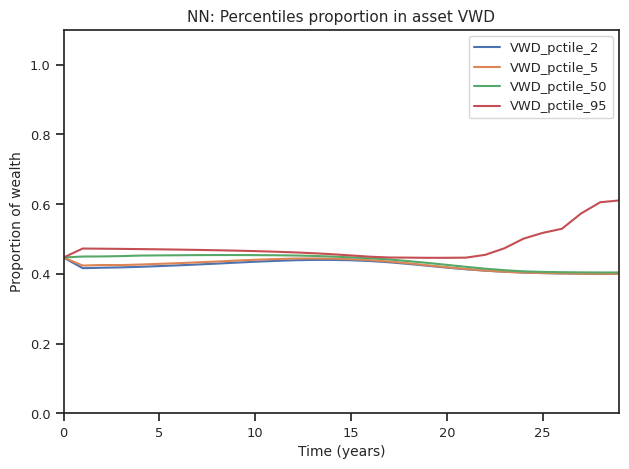 NN: Percentiles proportion in asset VWD
VWD_pctile_2
VWD_pctile_5
VWD_pctile_50
VWD_pctile_95
Proportion of wealth
1.0
0.8
0.6
0.4
0.2
0.0
0 5 10 15 20 25
Time (years)